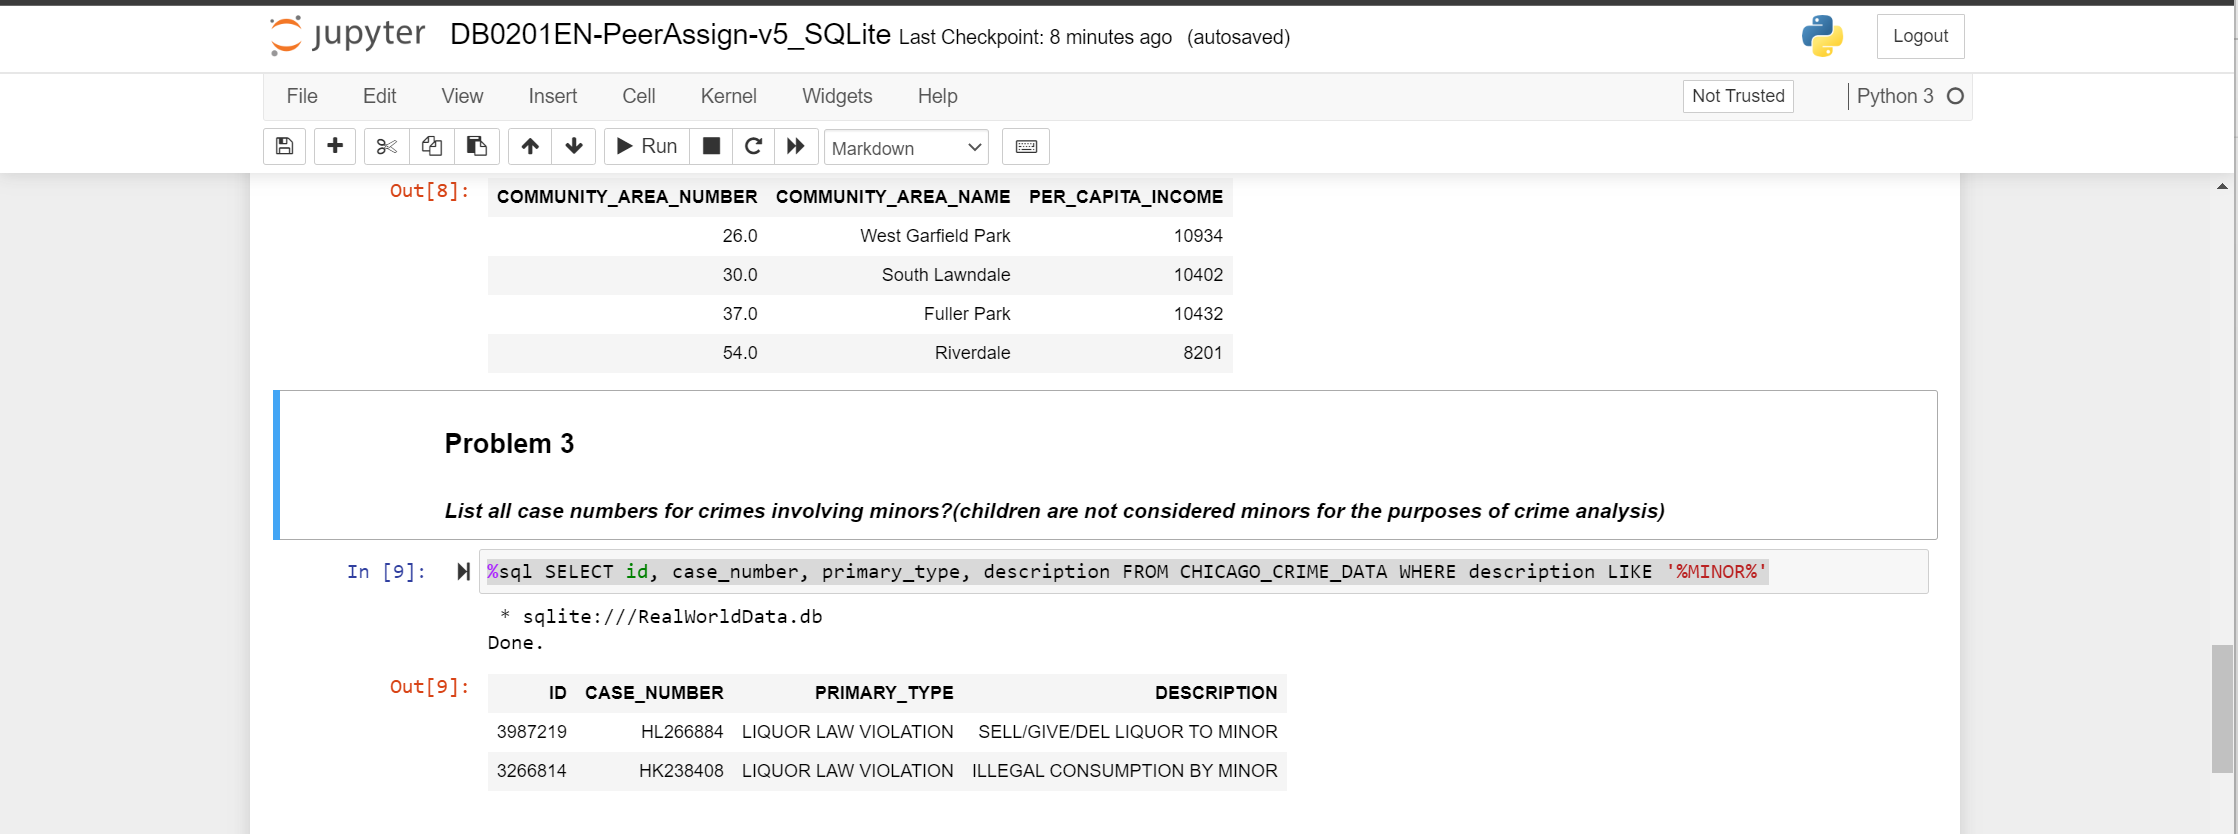 jupyter DB0201EN-PeerAssign-v5_SQLite Last Checkpoint: 8 minutes ago (autosaved) Logout
File Edit View Insert Cell Kernel Widgets Help Not Trusted Python 3
Run Markdown
Out[8]: COMMUNITY_AREA_NUMBER COMMUNITY_AREA_NAME PER_CAPITA_INCOME
26.0 West Garfield Park 10934
30.0 South Lawndale 10402
37.0 Fuller Park 10432
54.0 Riverdale 8201
Problem 3
List all case numbers for crimes involving minors?(children are not considered minors for the purposes of crime analysis)
In [9]: %sql SELECT id, case_number, primary_type, description FROM CHICAGO_CRIME_DATA WHERE description LIKE '%MINOR%'
* sqlite:///RealWorldData.db
Done.
Out[9]: ID CASE_NUMBER PRIMARY_TYPE DESCRIPTION
3987219 HL266884 LIQUOR LAW VIOLATION SELL/GIVE/DEL LIQUOR TO MINOR
3266814 HK238408 LIQUOR LAW VIOLATION ILLEGAL CONSUMPTION BY MINOR